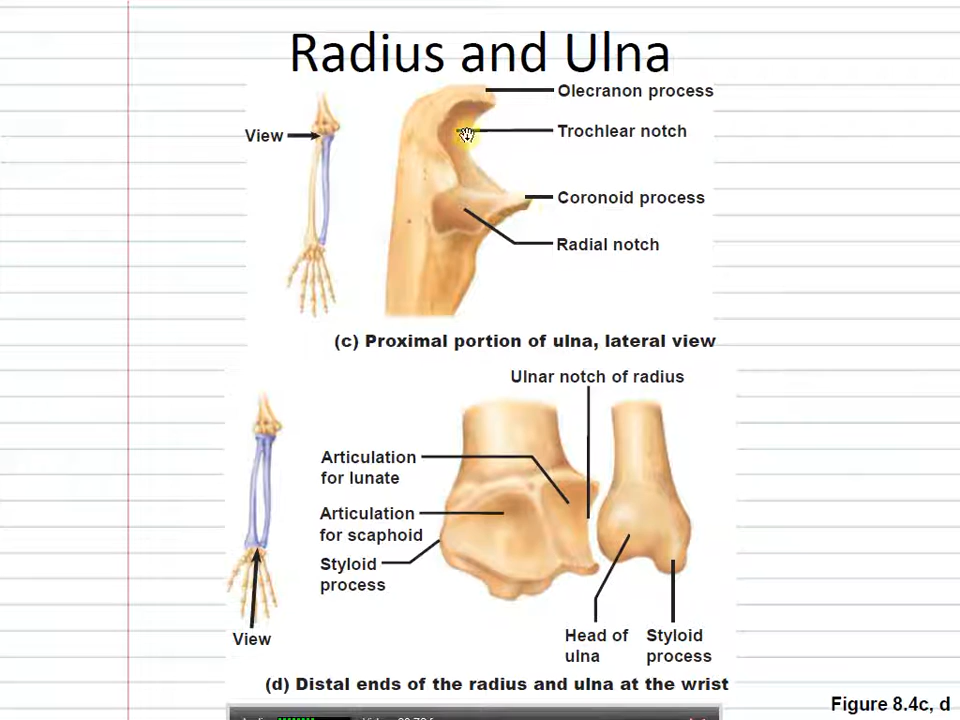 Radius and Ulna
Olecranon process
View
Trochlear notch
Coronoid process
Radial notch
(c) Proximal portion of ulna, lateral view
Ulnar notch of radius
Articulation
for lunate
Articulation
for scaphoid
Styloid
process
View
Head of
ulna
Styloid
process
(d) Distal ends of the radius and ulna at the wrist
Figure 8.4c, d